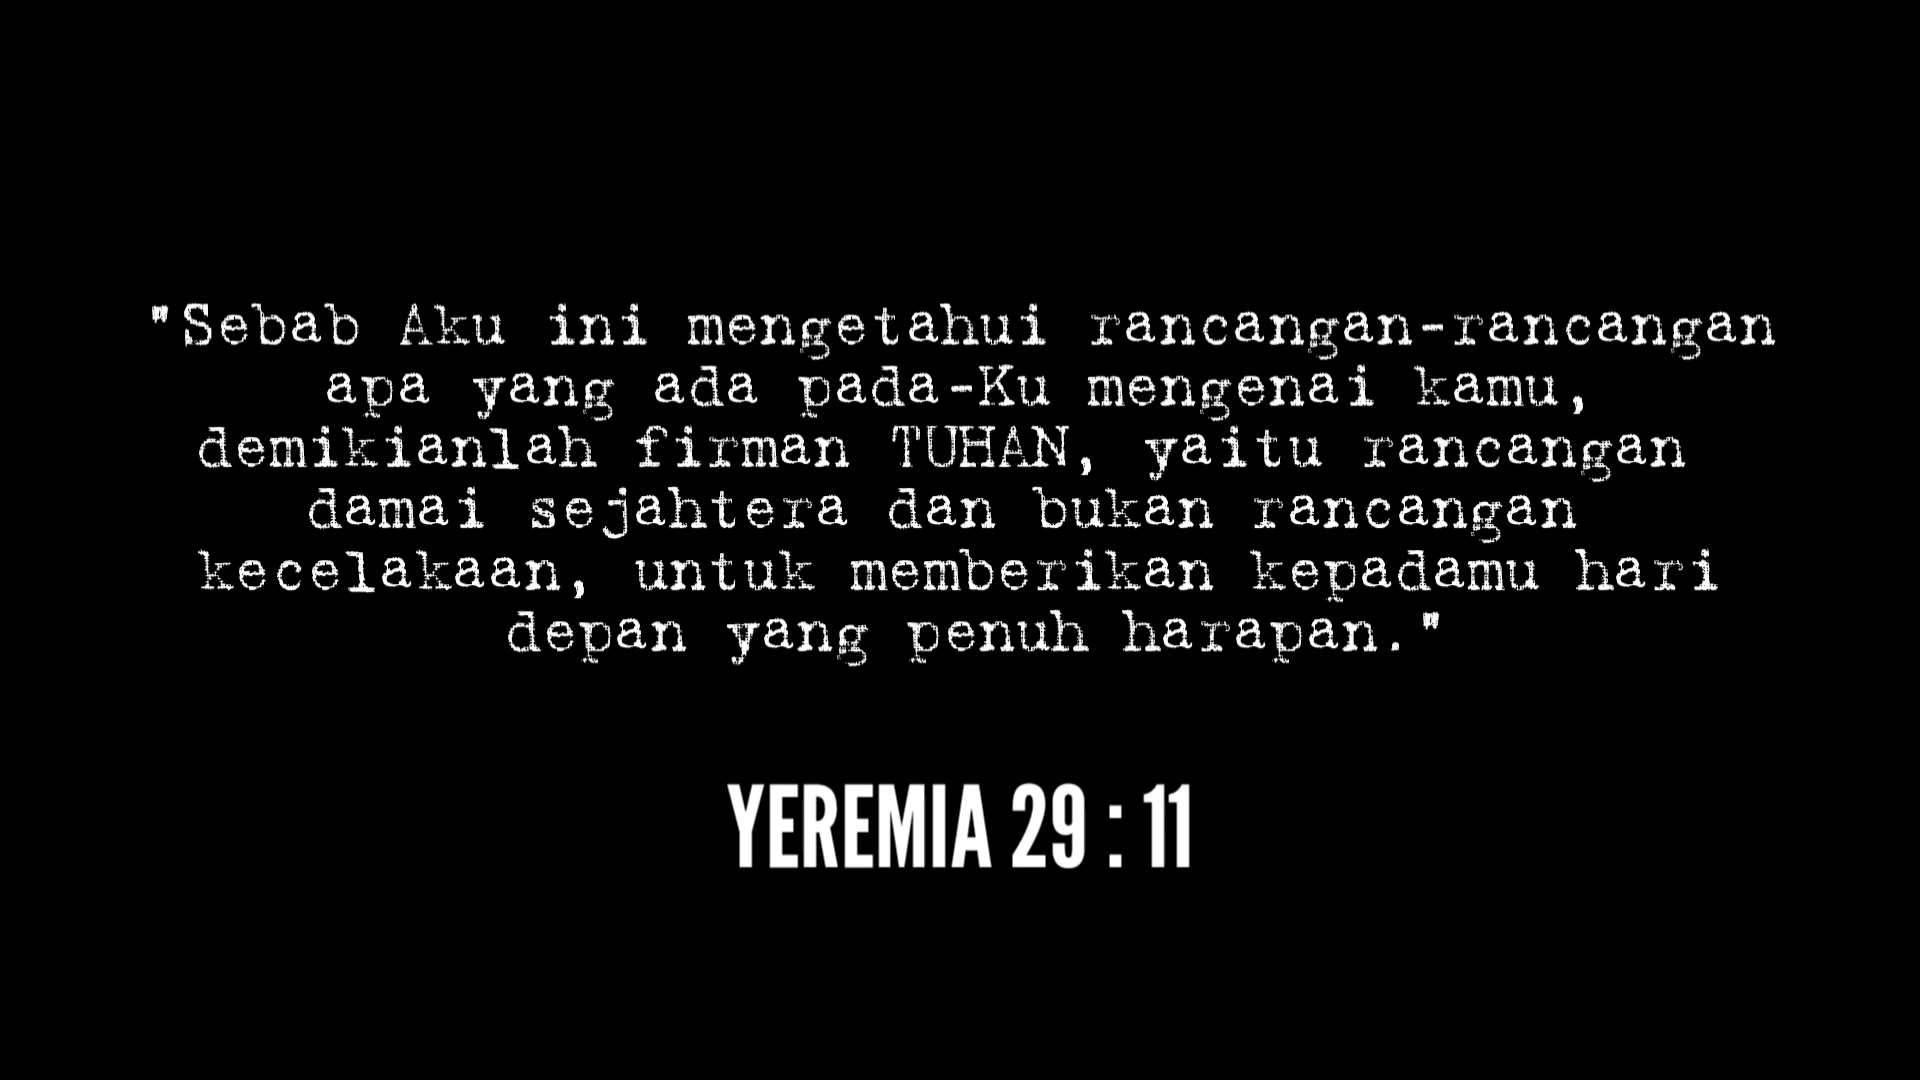 "Sebab Aku ini mengetahui rancangan-rancangan
apa yang ada pada-Ku mengenai kamu,
demikianlah firman TUHAN, yaitu rancangan
damai sejahtera dan bukan rancangan
kecelakaan, untuk memberikan kepadamu hari
depan yang penuh harapan."
YEREMIA 29 : 11